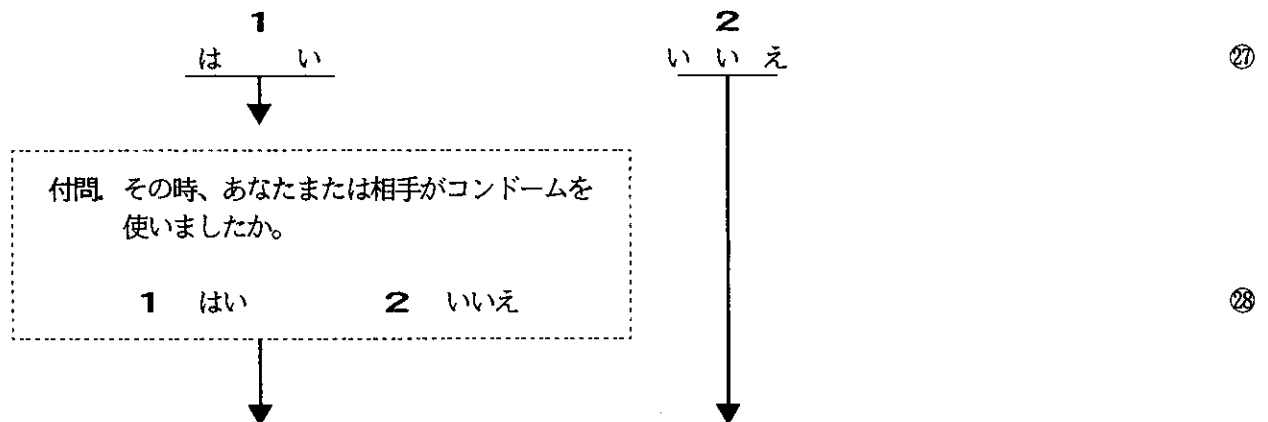 1 2
は い いいえ ㉗
付問. その時、あなたまたは相手がコンドームを
使いましたか。
1 はい 2 いいえ ㉘